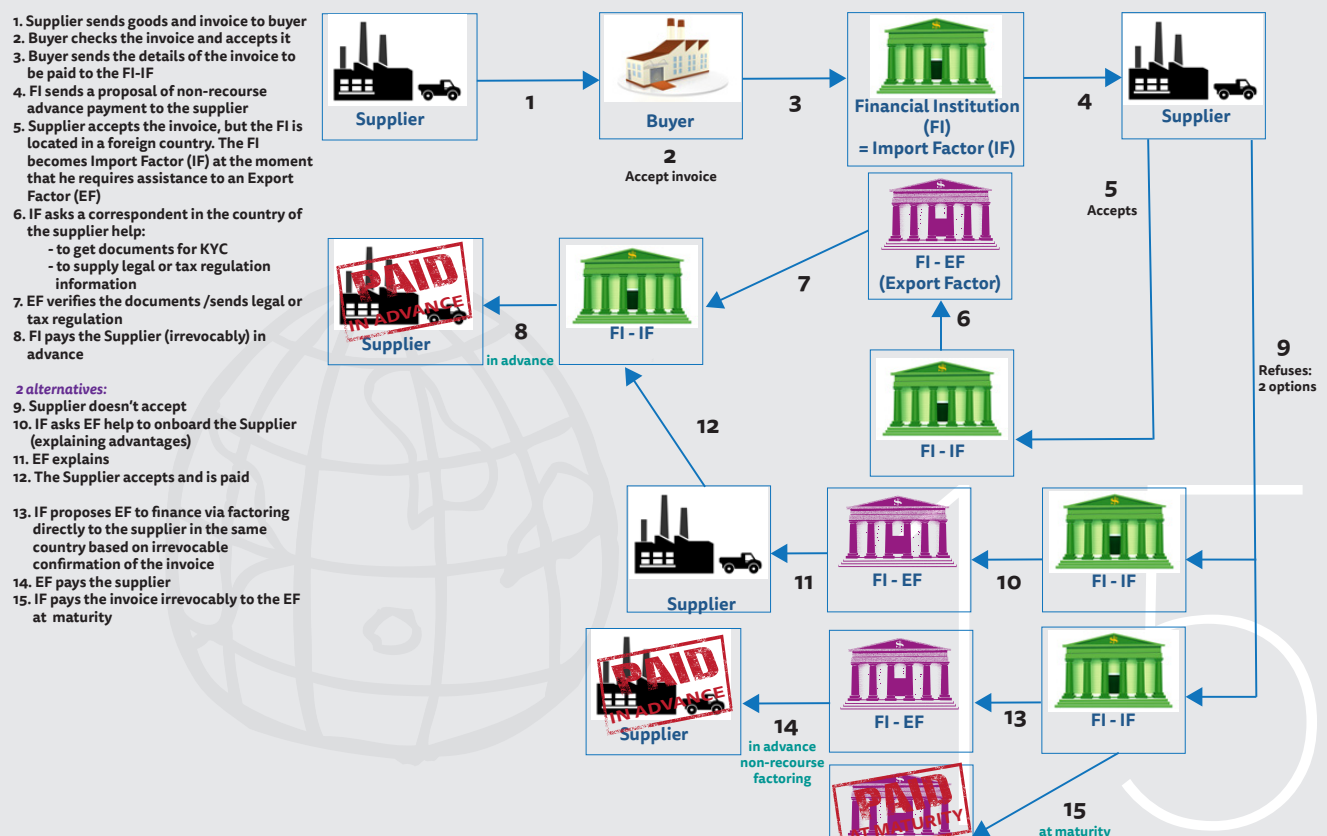 1. Supplier sends goods and invoice to buyer
2. Buyer checks the invoice and accepts it
3. Buyer sends the details of the invoice to
be paid to the FI-IF
4. FI sends a proposal of non-recourse
advance payment to the supplier
5. Supplier accepts the invoice, but the FI is
located in a foreign country. The FI
becomes Import Factor (IF) at the moment
that he requires assistance to an Export
Factor (EF)
6. IF asks a correspondent in the country of
the supplier help:
- to get documents for KYC
- to supply legal or tax regulation
information
7. EF verifies the documents /sends legal or
tax regulation
8. FI pays the Supplier (irrevocably) in
advance
2 alternatives:
9. Supplier doesn't accept
10. IF asks EF help to onboard the Supplier
(explaining advantages)
11. EF explains
12. The Supplier accepts and is paid
13. IF proposes EF to finance via factoring
directly to the supplier in the same
country based on irrevocable
confirmation of the invoice
14. EF pays the supplier
15. IF pays the invoice irrevocably to the EF
at maturity
Supplier
1
Buyer
2
Accept invoice
3
$
Financial Institution
(FI)
= Import Factor (IF)
4
Supplier
5
Accepts
$
FI - EF
(Export Factor)
6
$
FI - IF
7
$
FI - IF
8
in advance
PAID
IN ADVANCE
Supplier
9
Refuses:
2 options
$
FI - IF
10
$
FI - EF
11
Supplier
12
$
FI - IF
13
$
FI - EF
14
in advance
non-recourse
factoring
PAID
IN ADVANCE
Supplier
15
at maturity
PAID
AT MATURITY
15